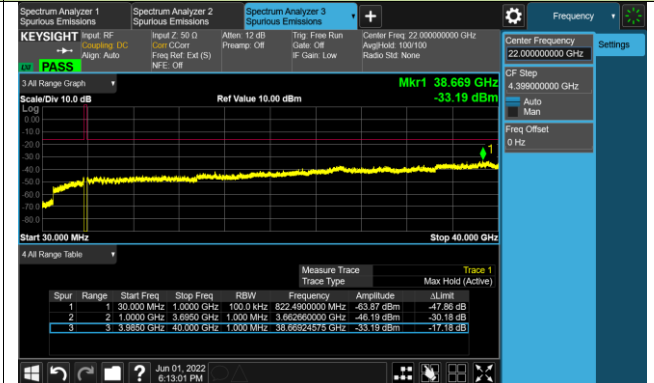 Spectrum Analyzer 1
Spurious Emissions
Spectrum Analyzer 2
Spurious Emissions
Spectrum Analyzer 3
Spurious Emissions
+
Frequency
KEYSIGHT
Input: RF
Coupling: DC
Align: Auto
Input Z: 50 Ω
Corr CCorr
Freq Ref: Ext (S)
NFE: Off
Atten: 12 dB
Preamp: Off
Trig: Free Run
Gate: Off
IF Gain: Low
Center Freq: 22.000000000 GHz
Avg|Hold: 100/100
Radio Std: None
PASS
Center Frequency
22.000000000 GHz
Settings
CF Step
4.399000000 GHz
Auto
Man
Freq Offset
0 Hz
3 All Range Graph
Mkr1 38.669 GHz
Scale/Div 10.0 dB
Ref Value 10.00 dBm
-33.19 dBm
Log
0.00
-10.0
-20.0
-30.0
-40.0
-50.0
-60.0
-70.0
-80.0
1
Start 30.000 MHz
Stop 40.000 GHz
4 All Range Table
Measure Trace Trace 1
Trace Type Max Hold (Active)
Spur Range Start Freq Stop Freq RBW Frequency Amplitude ΔLimit
1 1 30.000 MHz 1.0000 GHz 100.0 kHz 822.4900000 MHz -63.87 dBm -47.86 dB
2 2 1.0000 GHz 3.6950 GHz 1.000 MHz 3.662660000 GHz -46.19 dBm -30.18 dB
3 3 3.9850 GHz 40.000 GHz 1.000 MHz 38.66924575 GHz -33.19 dBm -17.18 dB
?
Jun 01, 2022
6:13:01 PM